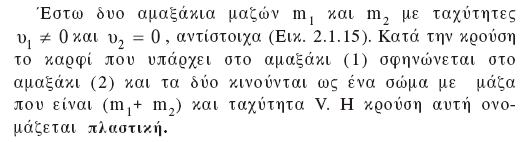 Έστω δυο αμαξάκια μαζών m₁ και m₂ με ταχύτητες
υ₁ ≠ 0 και υ₂ = 0 , αντίστοιχα (Εικ. 2.1.15). Κατά την κρούση
το καρφί που υπάρχει στο αμαξάκι (1) σφηνώνεται στο
αμαξάκι (2) και τα δύο κινούνται ως ένα σώμα με μάζα
που είναι (m₁+ m₂) και ταχύτητα V. Η κρούση αυτή ονο-
μάζεται πλαστική.